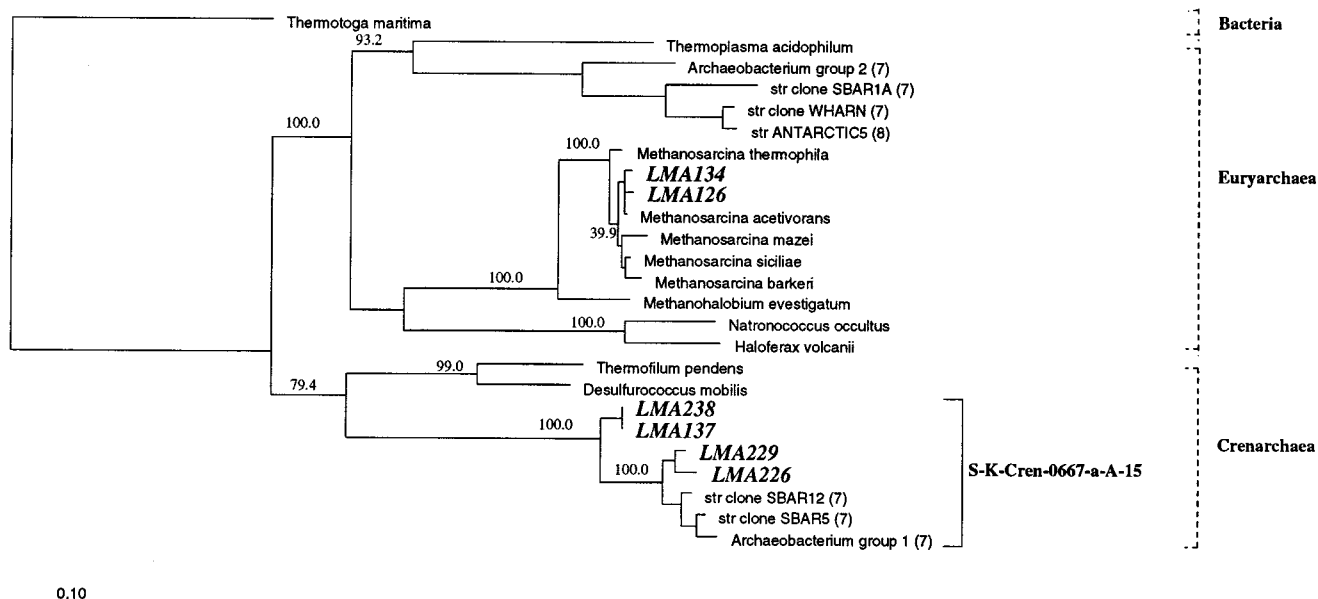 Thermotoga maritima
Bacteria
93.2
Thermoplasma acidophilum
Archaeobacterium group 2 (7)
str clone SBAR1A (7)
str clone WHARN (7)
100.0
str ANTARCTIC5 (8)
100.0
Methanosarcina thermophila
LMA134
Euryarchaea
LMA126
Methanosarcina acetivorans
39.9
Methanosarcina mazei
Methanosarcina siciliae
100.0
Methanosarcina barkeri
Methanohalobium evestigatum
100.0
Natronococcus occultus
Haloferax volcanii
99.0
Thermofilum pendens
79.4
Desulfurococcus mobilis
LMA238
100.0
LMA137
Crenarchaea
LMA229
100.0
LMA226
S-K-Cren-0667-a-A-15
str clone SBAR12 (7)
str clone SBAR5 (7)
Archaeobacterium group 1 (7)
0.10